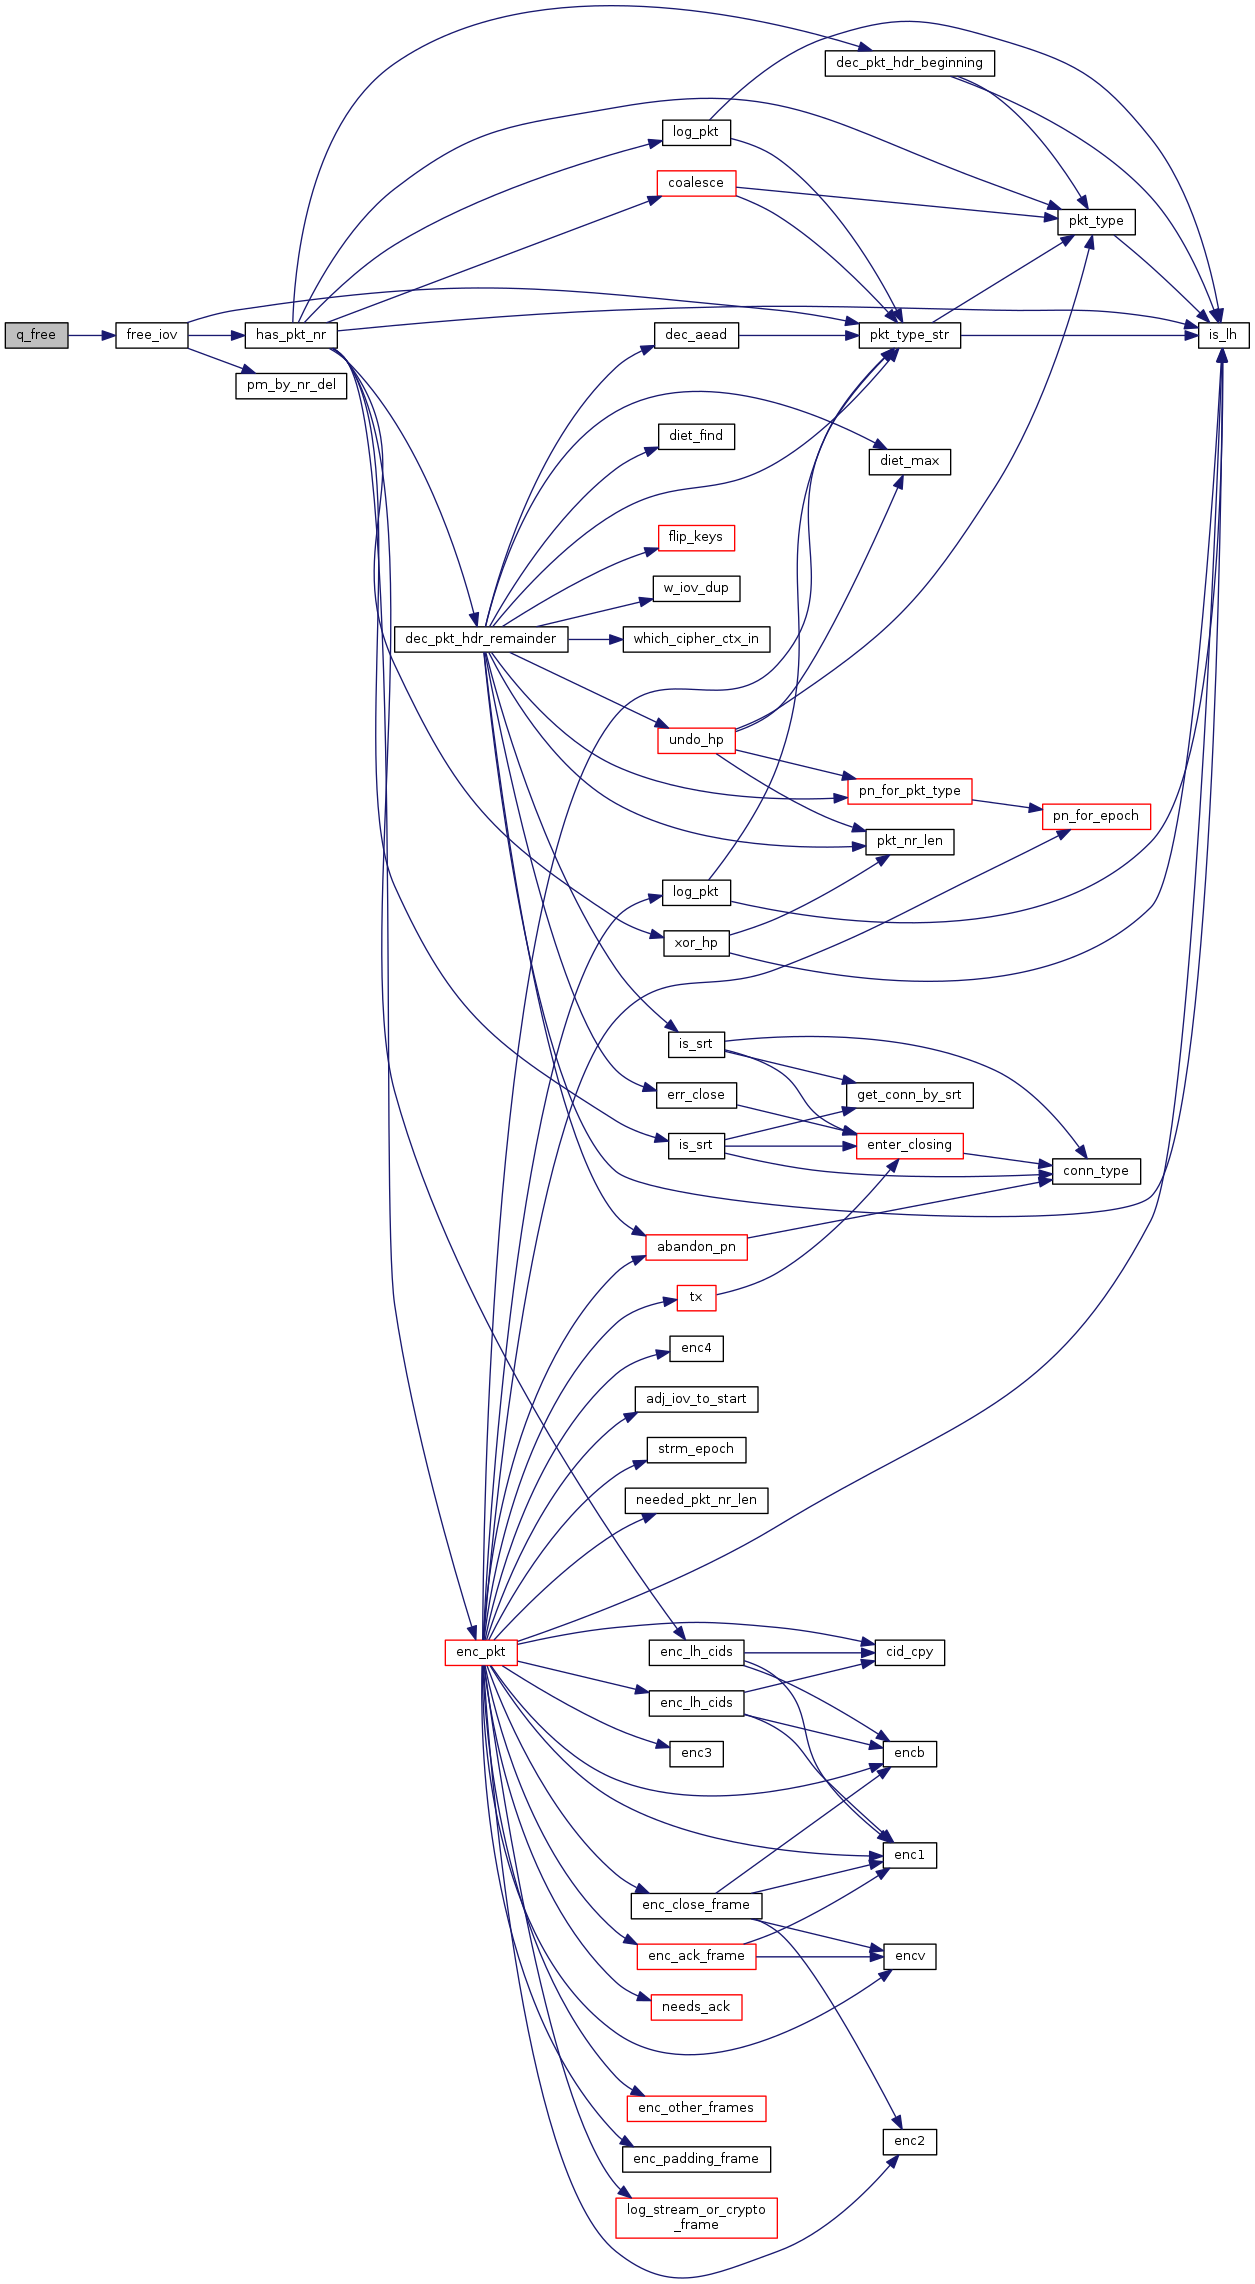 dec_pkt_hdr_beginning
log_pkt
coalesce
pkt_type
q_free
free_iov
has_pkt_nr
dec_aead
pkt_type_str
is_lh
pm_by_nr_del
diet_find
diet_max
flip_keys
w_iov_dup
dec_pkt_hdr_remainder
which_cipher_ctx_in
undo_hp
pn_for_pkt_type
pn_for_epoch
pkt_nr_len
log_pkt
xor_hp
is_srt
err_close
get_conn_by_srt
is_srt
enter_closing
conn_type
abandon_pn
tx
enc4
adj_iov_to_start
strm_epoch
needed_pkt_nr_len
enc_pkt
enc_lh_cids
cid_cpy
enc_lh_cids
enc3
encb
enc1
enc_close_frame
enc_ack_frame
encv
needs_ack
enc_other_frames
enc2
enc_padding_frame
log_stream_or_crypto
_frame